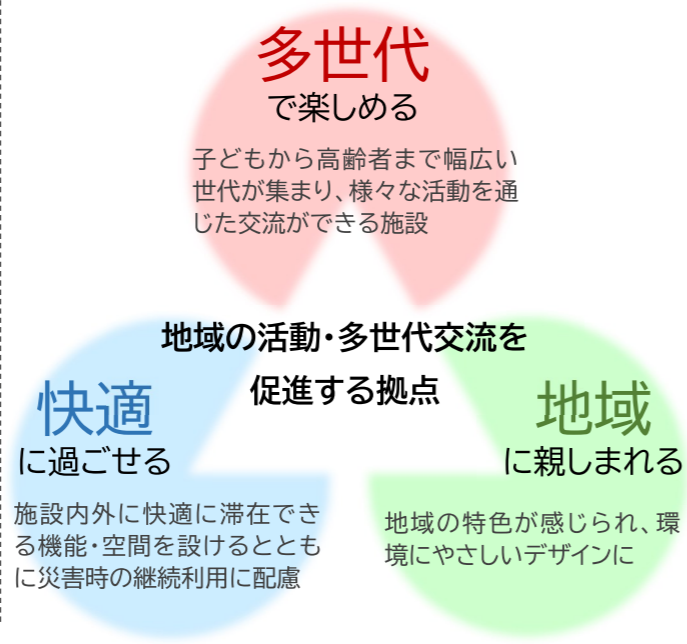 多世代
で楽しめる
子どもから高齢者まで幅広い
世代が集まり、様々な活動を通
じた交流ができる施設
地域の活動・多世代交流を
促進する拠点
快適
に過ごせる
施設内外に快適に滞在でき
る機能・空間を設けるととも
に災害時の継続利用に配慮
地域
に親しまれる
地域の特色が感じられ、環
境にやさしいデザインに